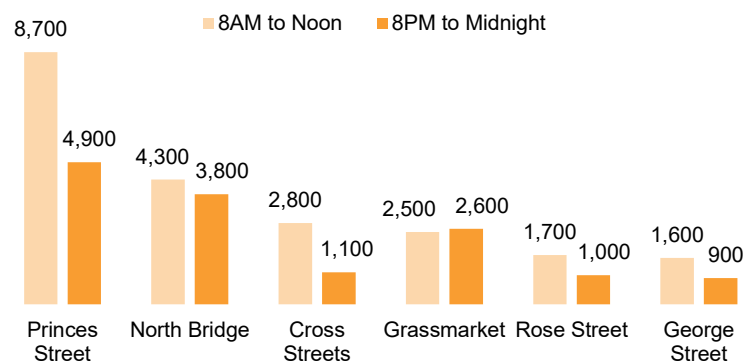 8AM to Noon 8PM to Midnight
8,700
4,900
4,300
3,800
2,800
1,100
2,500
2,600
1,700
1,000
1,600
900
Princes
Street
North Bridge
Cross
Streets
Grassmarket
Rose Street
George
Street